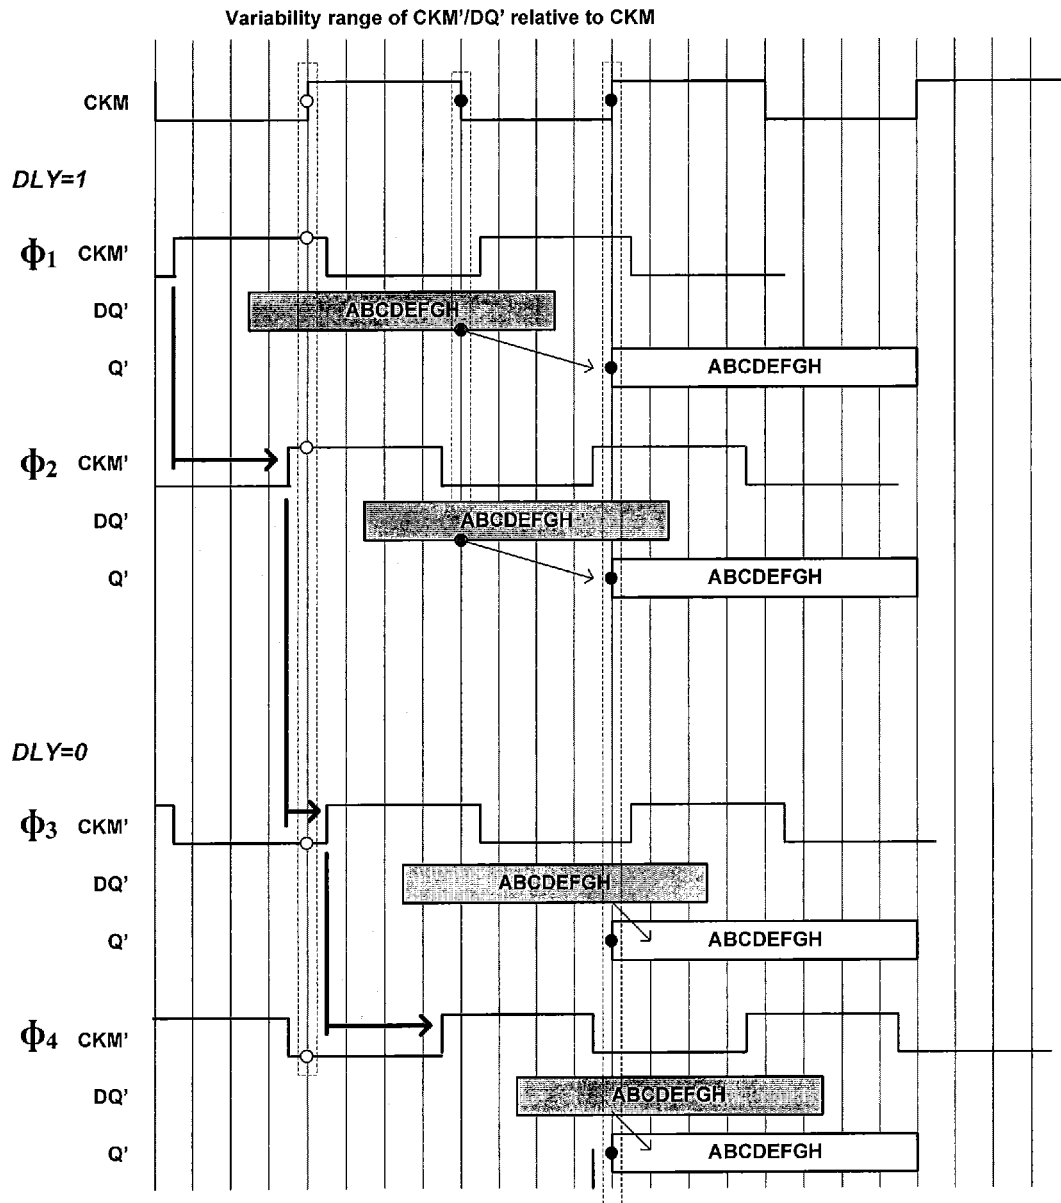 Variability range of CKM'/DQ' relative to CKM
CKM
DLY=1
Φ1 CKM'
DQ' ABCDEFGH
Q' ABCDEFGH
Φ2 CKM'
DQ' ABCDEFGH
Q' ABCDEFGH
DLY=0
Φ3 CKM'
DQ' ABCDEFGH
Q' ABCDEFGH
Φ4 CKM'
DQ' ABCDEFGH
Q' ABCDEFGH